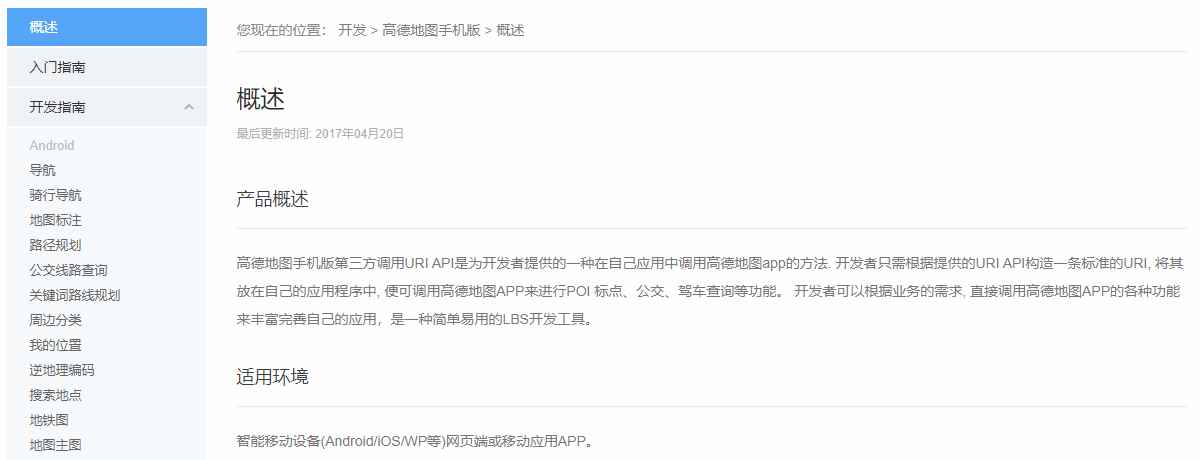 概述
入门指南
开发指南
Android
导航
骑行导航
地图标注
路径规划
公交线路查询
关键词路线规划
周边分类
我的位置
逆地理编码
搜索地点
地铁图
地图主图
您现在的位置： 开发 > 高德地图手机版 > 概述
概述
最后更新时间: 2017年04月20日
产品概述
高德地图手机版第三方调用URI API是为开发者提供的一种在自己应用中调用高德地图app的方法. 开发者只需根据提供的URI API构造一条标准的URI, 将其
放在自己的应用程序中, 便可调用高德地图APP来进行POI 标点、公交、驾车查询等功能。 开发者可以根据业务的需求, 直接调用高德地图APP的各种功能
来丰富完善自己的应用，是一种简单易用的LBS开发工具。
适用环境
智能移动设备(Android/iOS/WP等)网页端或移动应用APP。